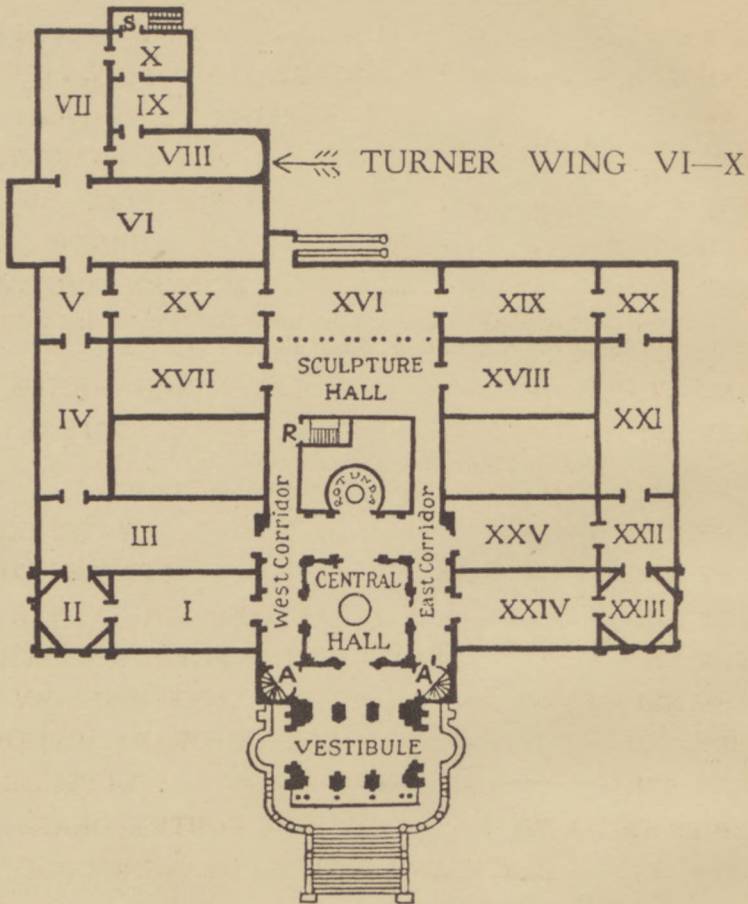 S
X
VII
IX
VIII
TURNER WING VI—X
VI
V
XV
XVI
XIX
XX
SCULPTURE
HALL
XVII
XVIII
IV
XXI
R
ROTUNDA
West Corridor
East Corridor
III
XXV
XXII
CENTRAL
HALL
II
I
XXIV
XXIII
A
A'
VESTIBULE